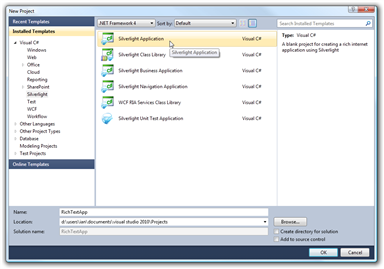 New Project
Recent Templates
.NET Framework 4 Sort by: Default
Search Installed Templates
Installed Templates
Visual C#
Windows
Web
Office
Cloud
Reporting
SharePoint
Silverlight
Test
WCF
Workflow
Other Languages
Other Project Types
Database
Modeling Projects
Test Projects
Online Templates
Silverlight Application Visual C#
Silverlight Application
Silverlight Class Library Visual C#
Silverlight Business Application Visual C#
Silverlight Navigation Application Visual C#
WCF RIA Services Class Library Visual C#
Silverlight Unit Test Application Visual C#
Type: Visual C#
A blank project for creating a rich internet
application using Silverlight
Name: RichTestApp
Location: d:\users\ian\documents\visual studio 2010\Projects Browse...
Solution name: RichTestApp
Create directory for solution
Add to source control
OK Cancel